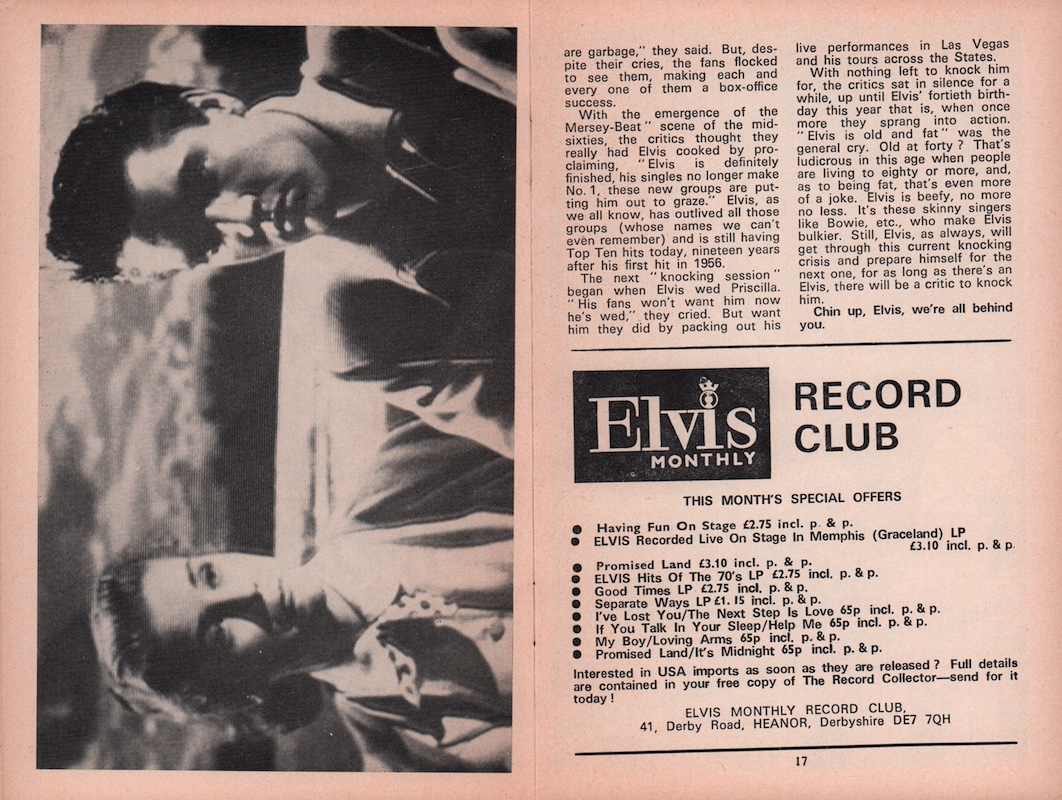 are garbage," they said. But, des-
pite their cries, the fans flocked
to see them, making each and
every one of them a box-office
success.
With the emergence of the
Mersey-Beat" scene of the mid-
sixties, the critics thought they
really had Elvis cooked by pro-
claiming, "Elvis is definitely
finished, his singles no longer make
No. 1, these new groups are put-
ting him out to graze." Elvis, as
we all know, has outlived all those
groups (whose names we can't
even remember) and is still having
Top Ten hits today, nineteen years
after his first hit in 1956.
The next "knocking session"
began when Elvis wed Priscilla.
"His fans won't want him now
he's wed," they cried. But want
him they did by packing out his
live performances in Las Vegas
and his tours across the States.
With nothing left to knock him
for, the critics sat in silence for a
while, up until Elvis' fortieth birth-
day this year that is, when once
more they sprang into action.
"Elvis is old and fat" was the
general cry. Old at forty? That's
ludicrous in this age when people
are living to eighty or more, and,
as to being fat, that's even more
of a joke. Elvis is beefy, no more
no less. It's these skinny singers
like Bowie, etc., who make Elvis
bulkier. Still, Elvis, as always, will
get through this current knocking
crisis and prepare himself for the
next one, for as long as there's an
Elvis, there will be a critic to knock
him.
Chin up, Elvis, we're all behind
you.
Elvis
MONTHLY
RECORD
CLUB
THIS MONTH'S SPECIAL OFFERS
● Having Fun On Stage £2.75 incl. p. & p.
● ELVIS Recorded Live On Stage In Memphis (Graceland) LP
£3.10 incl. p. & p.
● Promised Land £3.10 incl. p. & p.
● ELVIS Hits Of The 70's LP £2.75 incl. p. & p.
● Good Times LP £2.75 incl. p. & p.
● Separate Ways LP £1.15 incl. p. & p.
● I've Lost You/The Next Step Is Love 65p incl. p. & p.
● If You Talk In Your Sleep/Help Me 65p incl. p. & p.
● My Boy/Loving Arms 65p incl. p. & p.
● Promised Land/It's Midnight 65p incl. p. & p.
Interested in USA imports as soon as they are released? Full details
are contained in your free copy of The Record Collector—send for it
today!
ELVIS MONTHLY RECORD CLUB,
41, Derby Road, HEANOR, Derbyshire DE7 7QH
17